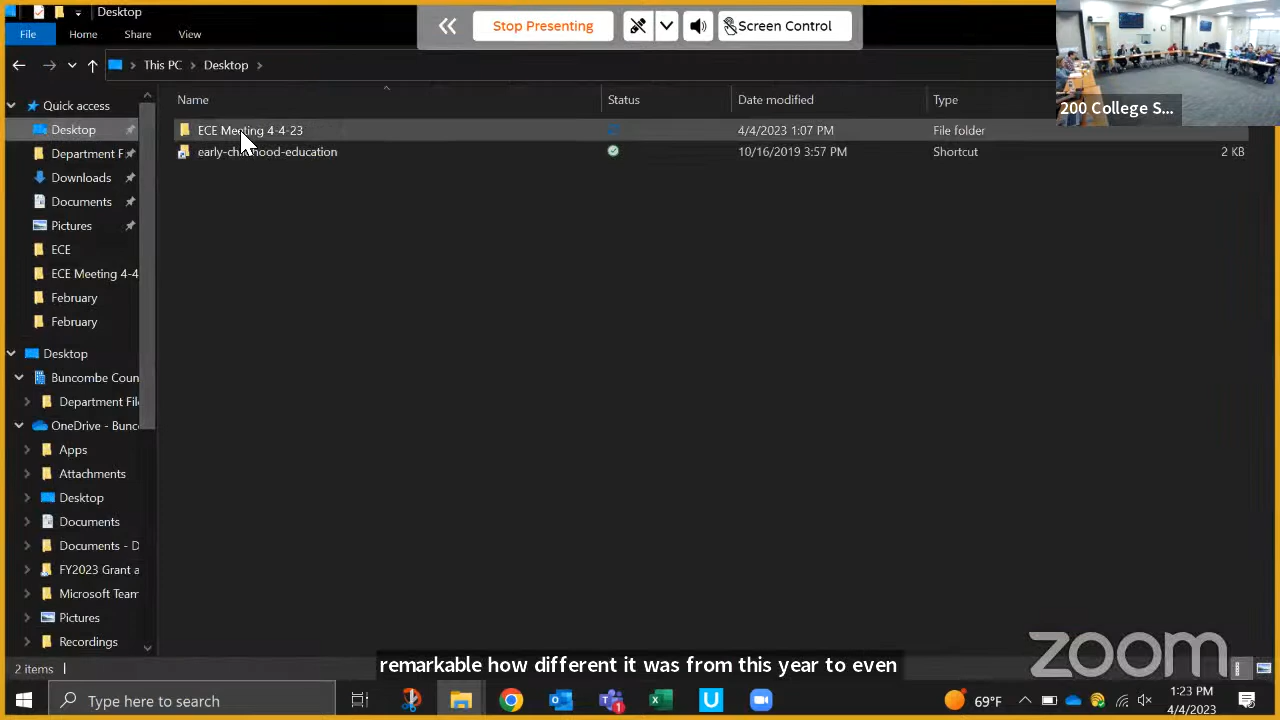 Desktop
Stop Presenting
Screen Control
File Home Share View
This PC > Desktop >
Name Status Date modified Type
ECE Meeting 4-4-23 4/4/2023 1:07 PM File folder
early-childhood-education 10/16/2019 3:57 PM Shortcut 2 KB
200 College S...
Quick access
Desktop
Department F
Downloads
Documents
Pictures
ECE
ECE Meeting 4-4
February
February
Desktop
Buncombe Coun
Department Fil
OneDrive - Bunc
Apps
Attachments
Desktop
Documents
Documents - D
FY2023 Grant a
Microsoft Team
Pictures
Recordings
2 items
remarkable how different it was from this year to even
zoom
Type here to search
69°F
1:23 PM
4/4/2023